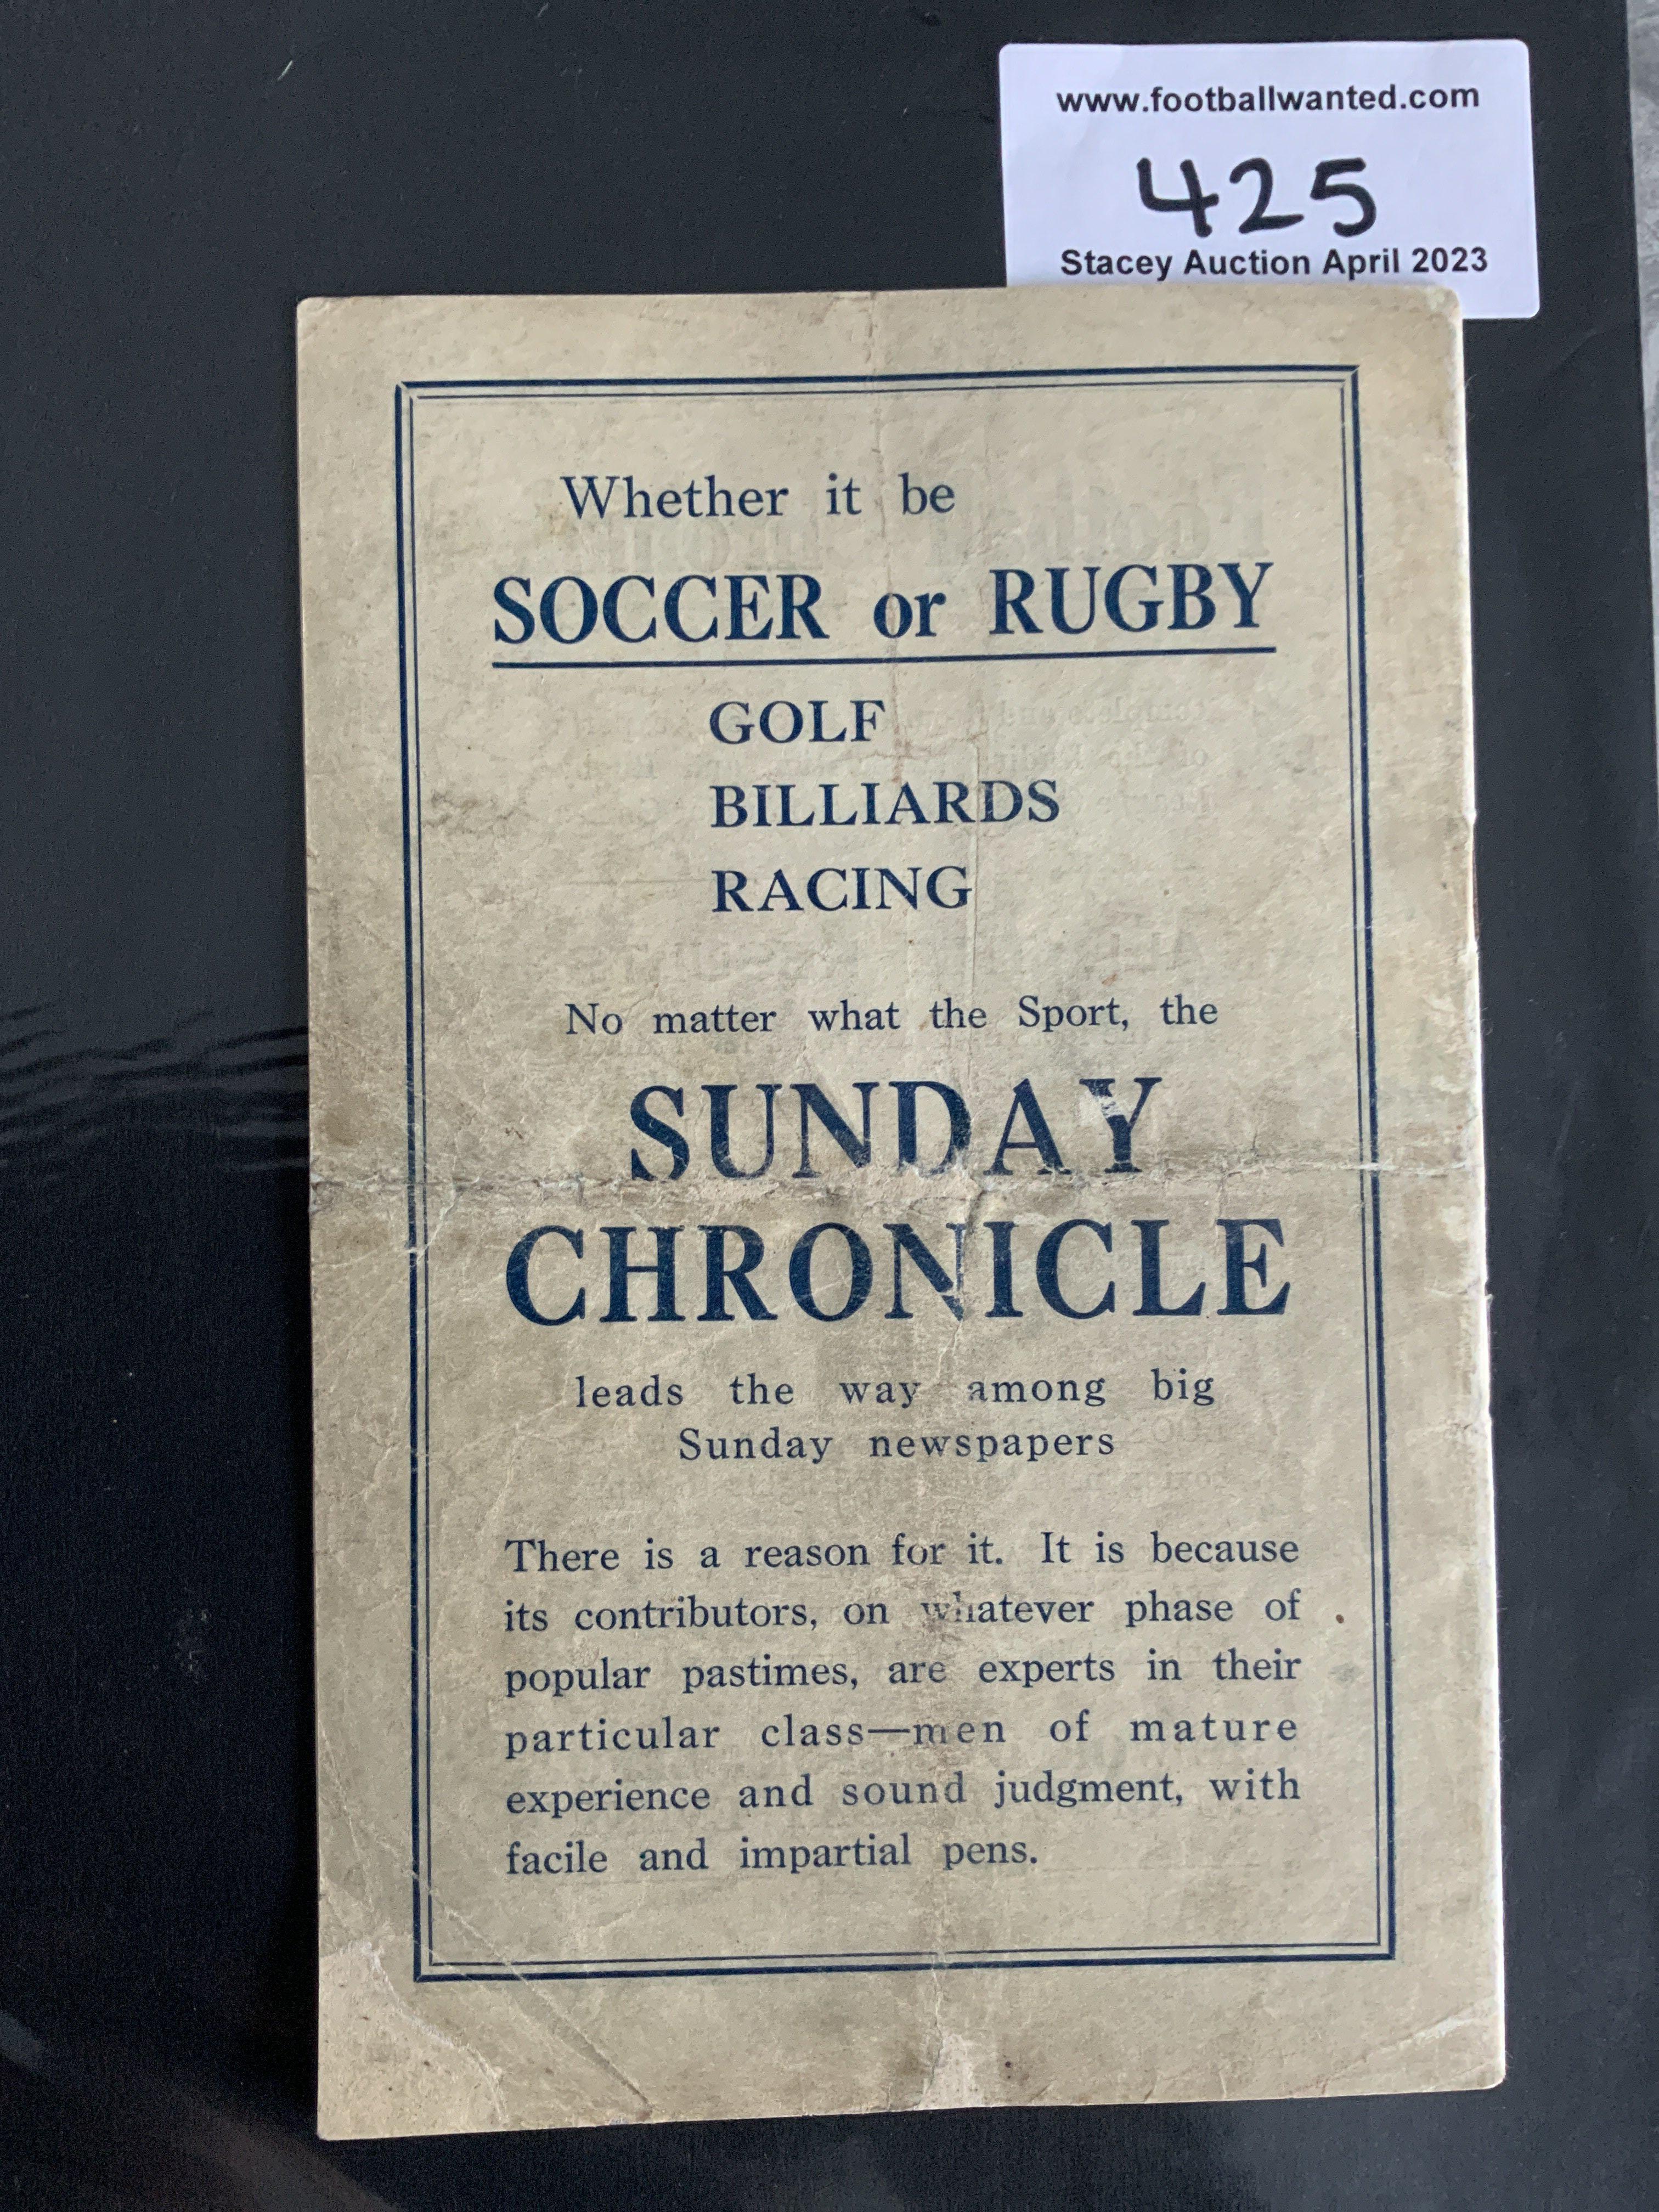 www.footballwanted.com
425
Stacey Auction April 2023
Whether it be
SOCCER or RUGBY
GOLF
BILLIARDS
RACING
No matter what the Sport, the
SUNDAY
CHRONICLE
leads the way among big
Sunday newspapers
There is a reason for it. It is because
its contributors, on whatever phase of
popular pastimes, are experts in their
particular class—men of mature
experience and sound judgment, with
facile and impartial pens.